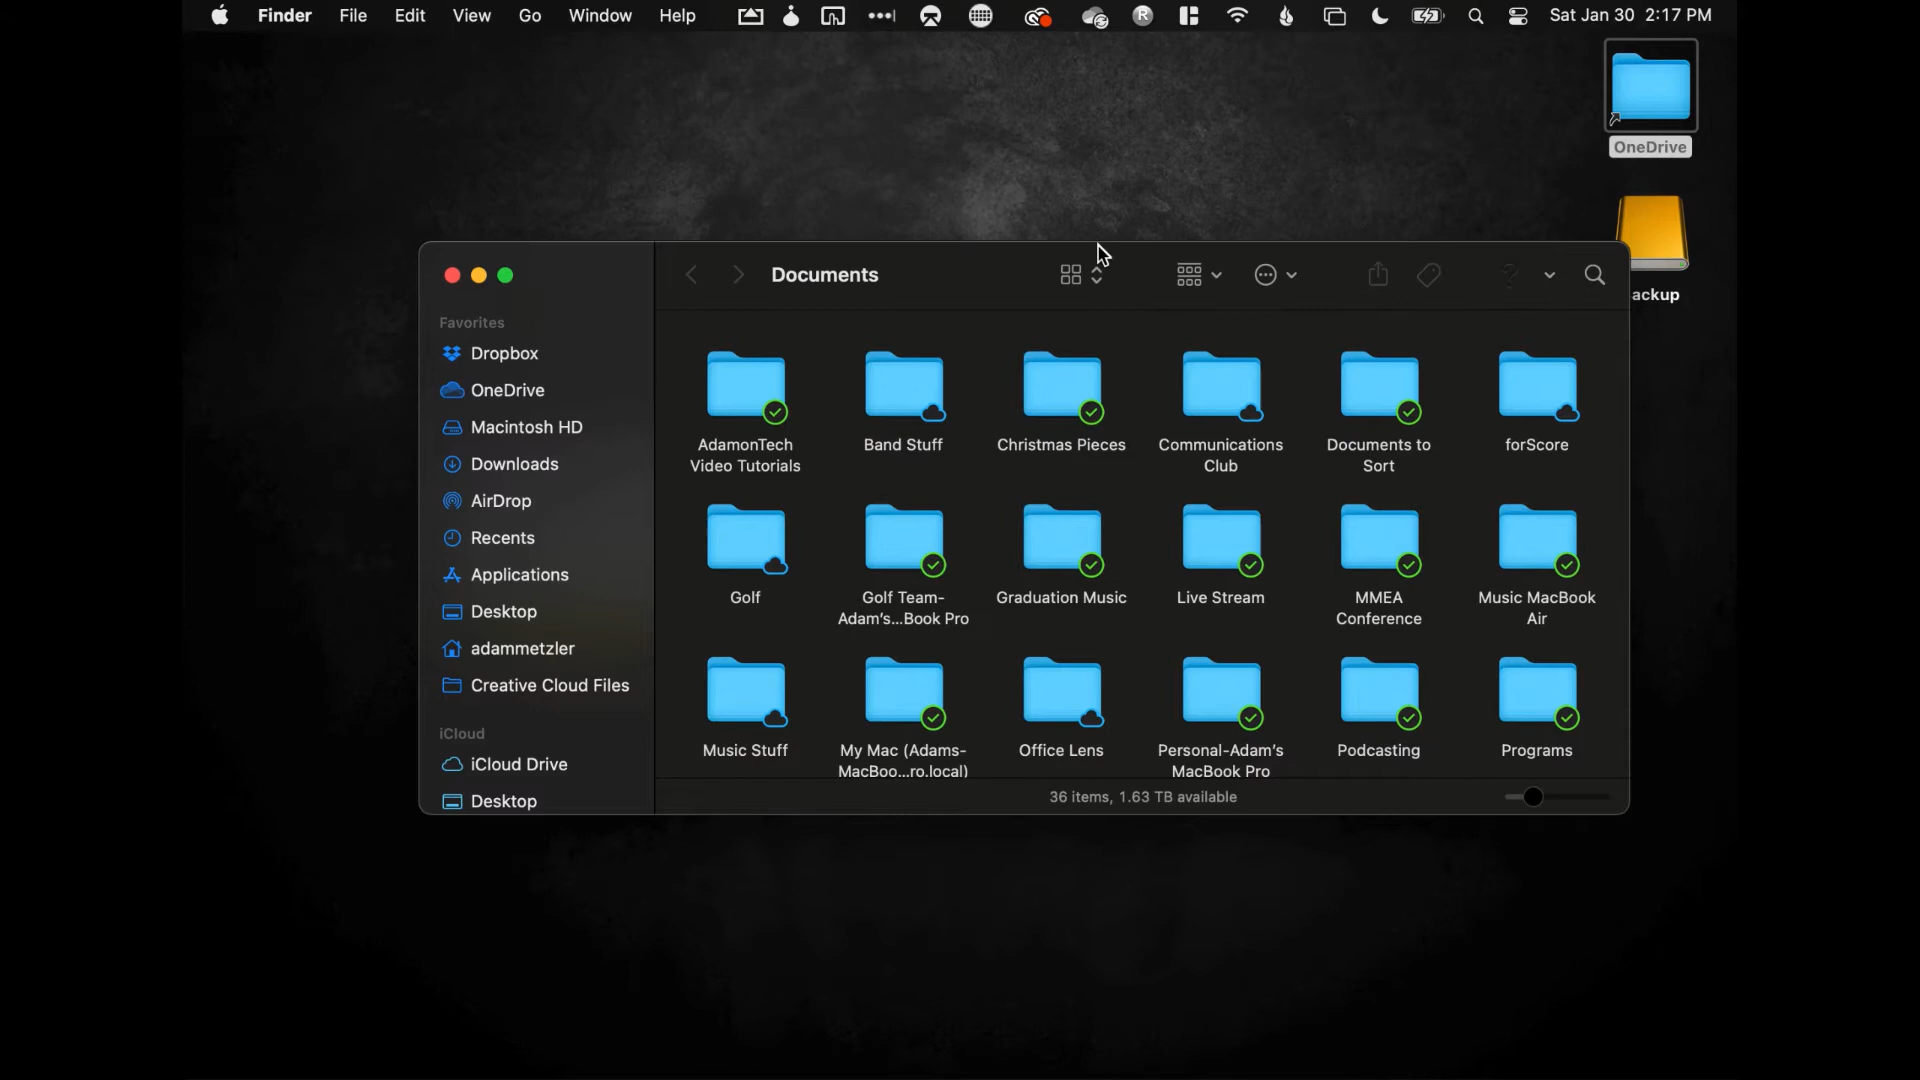 Finder File Edit View Go Window Help R Sat Jan 30 2:17 PM
OneDrive
ackup
Documents
Favorites
Dropbox
OneDrive
Macintosh HD
Downloads
AirDrop
Recents
Applications
Desktop
adammetzler
Creative Cloud Files
iCloud
iCloud Drive
Desktop
AdamonTech
Video Tutorials
Band Stuff
Christmas Pieces
Communications
Club
Documents to
Sort
forScore
Golf
Golf Team-
Adam's...Book Pro
Graduation Music
Live Stream
MMEA
Conference
Music MacBook
Air
Music Stuff
My Mac (Adams-
MacBoo...ro.local)
Office Lens
Personal-Adam's
MacBook Pro
Podcasting
Programs
36 items, 1.63 TB available